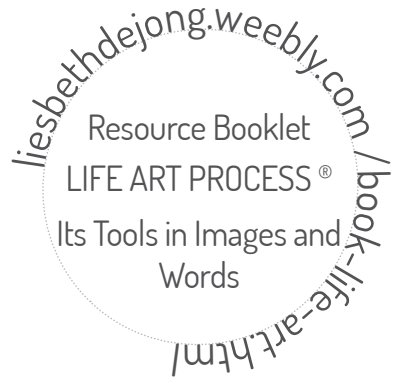 liesbethdejong.weebly.com /book-life-art.html/
Resource Booklet
LIFE ART PROCESS ®
Its Tools in Images and
Words